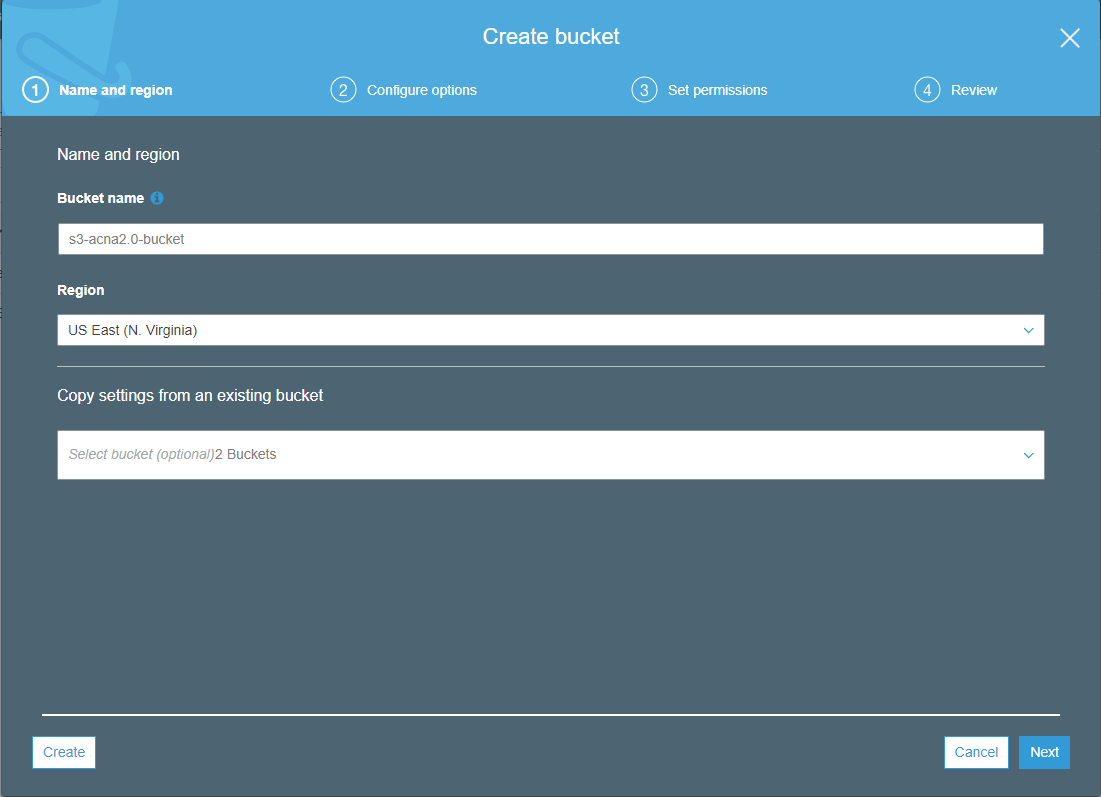 Create bucket
1 Name and region
2 Configure options
3 Set permissions
4 Review
Name and region
Bucket name
s3-acna2.0-bucket
Region
US East (N. Virginia)
Copy settings from an existing bucket
Select bucket (optional)2 Buckets
Create
Cancel
Next